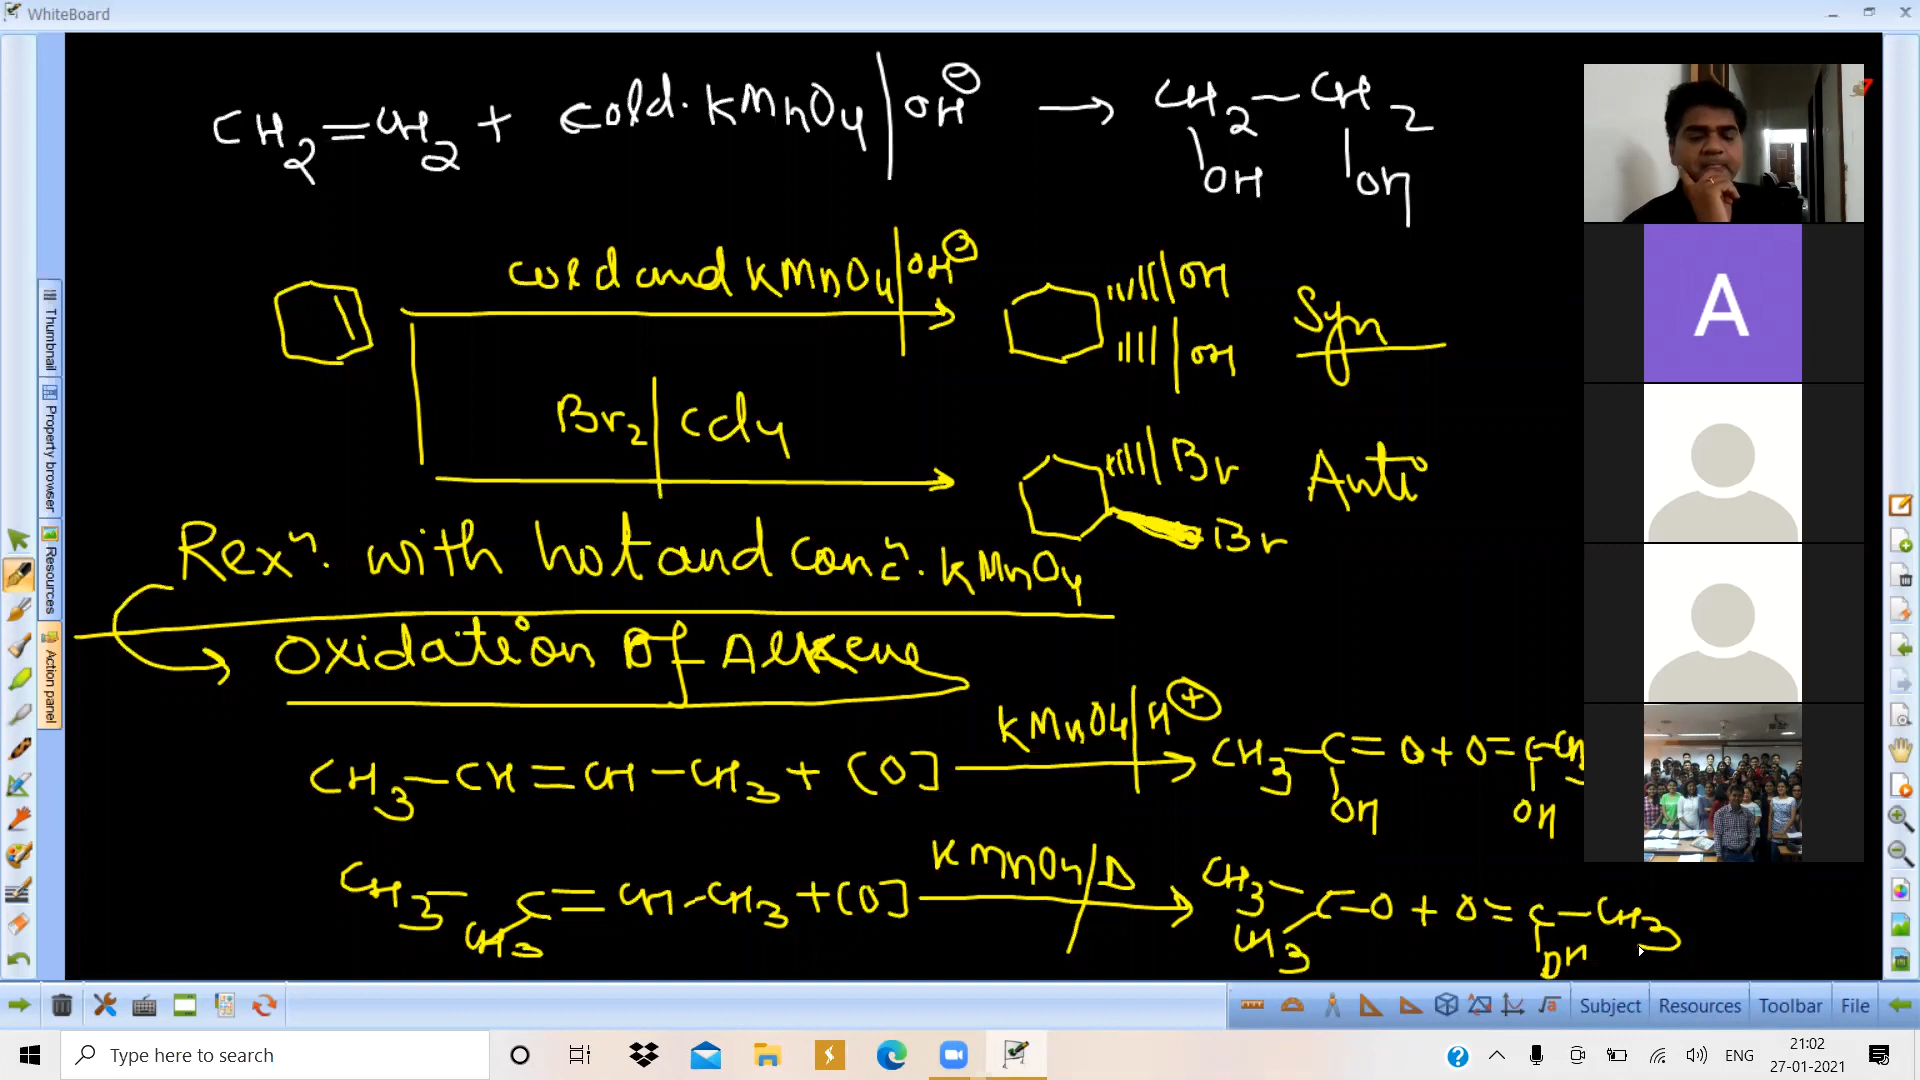 WhiteBoard
CH2=CH2 + cold. KMnO4|OH⊖ → CH2—CH2
OH OH
cold and KMnO4|OH⊖
OH
OH
Syn
Br2|CCl4
Br
Br
Anti
Rexn. with hot and conc. KMnO4
Oxidation Of Alkene
CH3—CH=CH—CH3 + [O] KMnO4|H⊕ CH3—C=O + O=C—CH3
OH OH
CH3—C=CH—CH3 + [O] KMnO4/Δ CH3—C—O + O=C—CH3
CH3 CH3 OH
A
Thumbnail
Property browser
Resources
Action panel
Subject Resources Toolbar File
Type here to search
ENG
21:02
27-01-2021